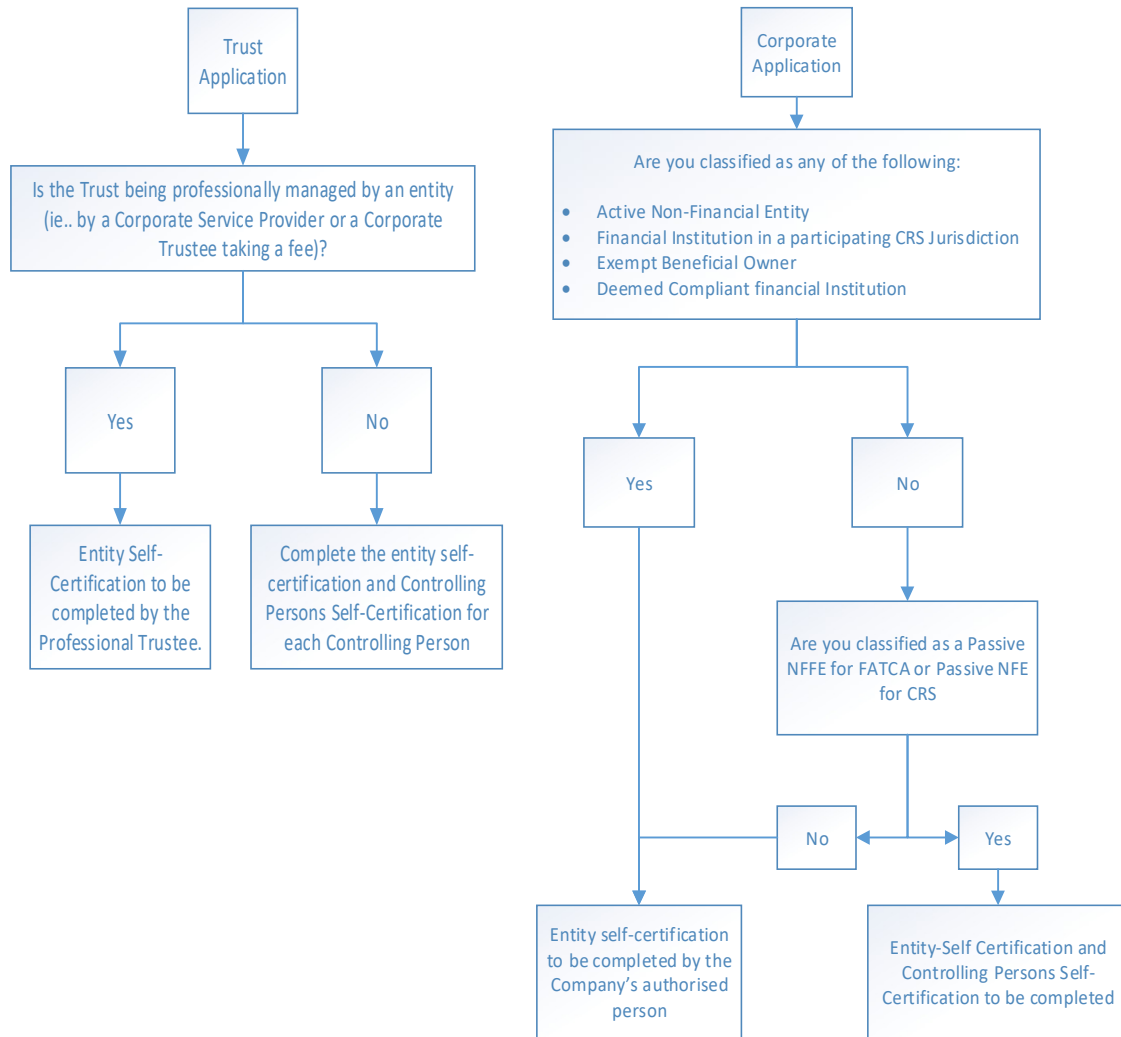 Trust
Application
Is the Trust being professionally managed by an entity
(ie.. by a Corporate Service Provider or a Corporate
Trustee taking a fee)?
Yes
No
Entity Self-
Certification to be
completed by the
Professional Trustee.
Complete the entity self-
certification and Controlling
Persons Self-Certification for
each Controlling Person
Corporate
Application
Are you classified as any of the following:
• Active Non-Financial Entity
• Financial Institution in a participating CRS Jurisdiction
• Exempt Beneficial Owner
• Deemed Compliant financial Institution
Yes
No
Are you classified as a Passive
NFFE for FATCA or Passive NFE
for CRS
No
Yes
Entity self-certification
to be completed by the
Company’s authorised
person
Entity-Self Certification and
Controlling Persons Self-
Certification to be completed